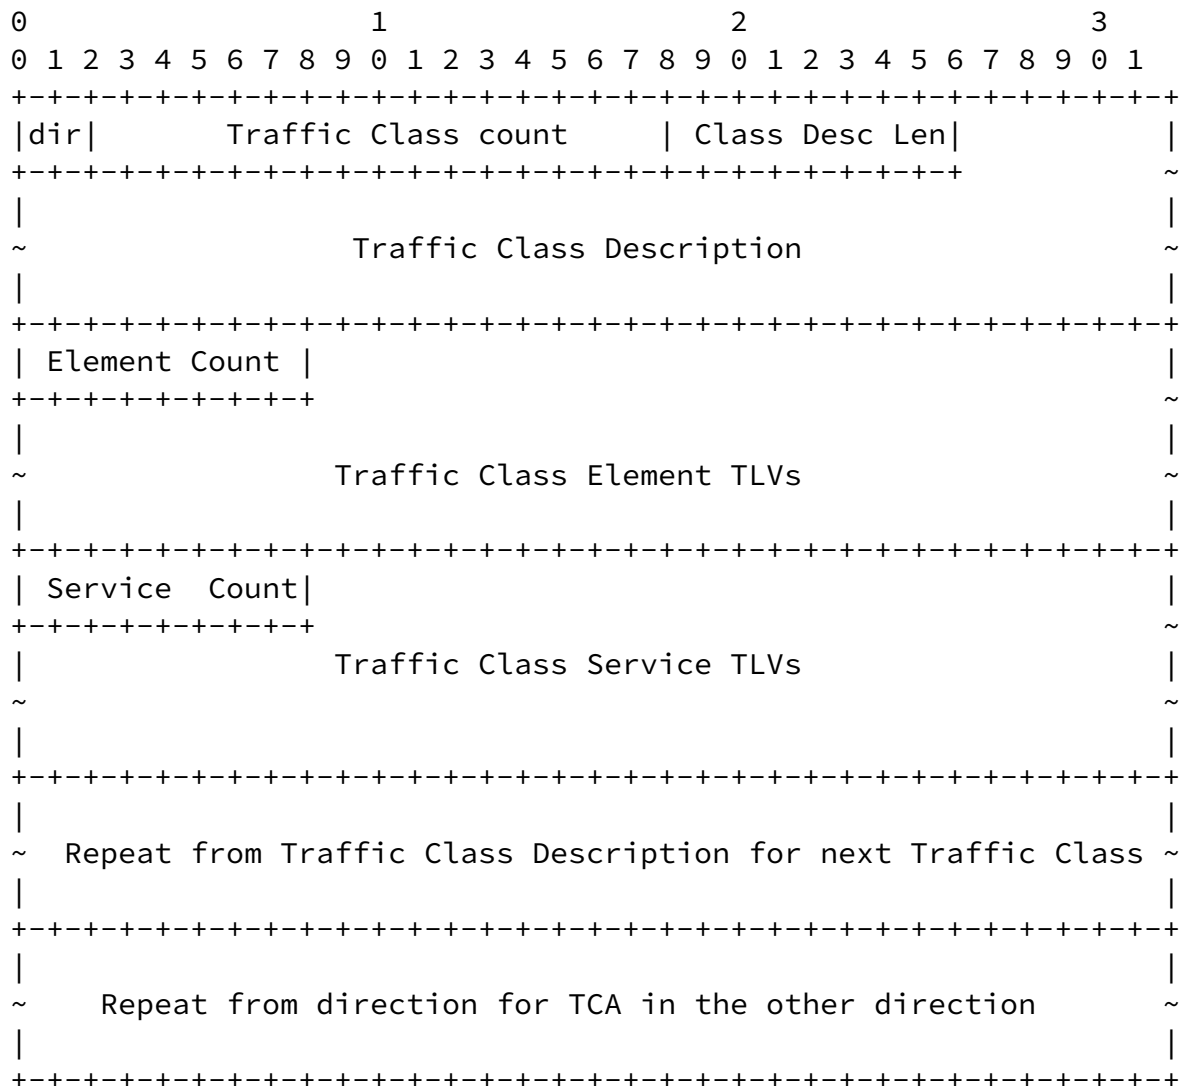 0                   1                   2                   3
0 1 2 3 4 5 6 7 8 9 0 1 2 3 4 5 6 7 8 9 0 1 2 3 4 5 6 7 8 9 0 1
+-+-+-+-+-+-+-+-+-+-+-+-+-+-+-+-+-+-+-+-+-+-+-+-+-+-+-+-+-+-+-+-+
|dir|       Traffic Class count     | Class Desc Len|           |
+-+-+-+-+-+-+-+-+-+-+-+-+-+-+-+-+-+-+-+-+-+-+-+-+-+-+           ~
|                                                               |
~                  Traffic Class Description                    ~
|                                                               |
+-+-+-+-+-+-+-+-+-+-+-+-+-+-+-+-+-+-+-+-+-+-+-+-+-+-+-+-+-+-+-+-+
| Element Count |                                               |
+-+-+-+-+-+-+-+-+                                               ~
|                                                               |
~                 Traffic Class Element TLVs                    ~
|                                                               |
+-+-+-+-+-+-+-+-+-+-+-+-+-+-+-+-+-+-+-+-+-+-+-+-+-+-+-+-+-+-+-+-+
| Service  Count|                                               |
+-+-+-+-+-+-+-+-+                                               ~
|                 Traffic Class Service TLVs                    |
~                                                               ~
|                                                               |
+-+-+-+-+-+-+-+-+-+-+-+-+-+-+-+-+-+-+-+-+-+-+-+-+-+-+-+-+-+-+-+-+
|                                                               |
~  Repeat from Traffic Class Description for next Traffic Class ~
|                                                               |
+-+-+-+-+-+-+-+-+-+-+-+-+-+-+-+-+-+-+-+-+-+-+-+-+-+-+-+-+-+-+-+-+
|                                                               |
~    Repeat from direction for TCA in the other direction       ~
|                                                               |
+-+-+-+-+-+-+-+-+-+-+-+-+-+-+-+-+-+-+-+-+-+-+-+-+-+-+-+-+-+-+-+-+